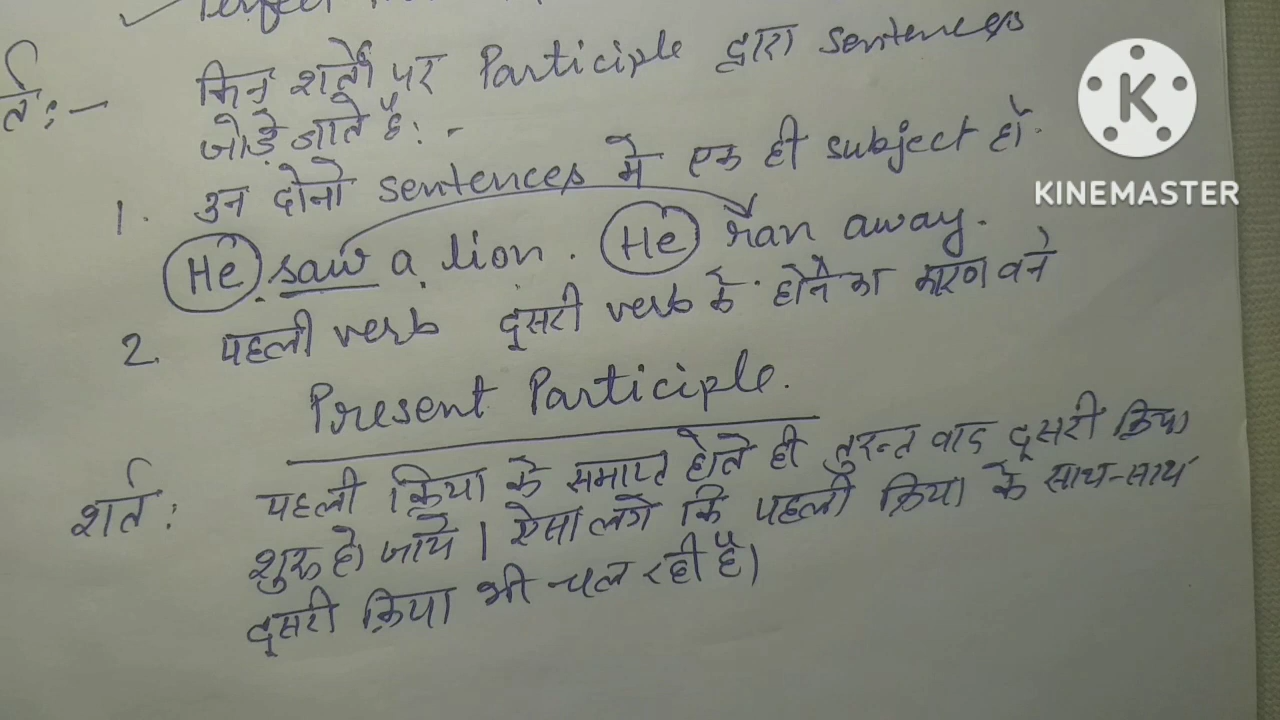 Perfect
र्त:- किन शर्तों पर Participle द्वारा sentences
जोड़े जाते है:-
1. उन दोनो sentences मे एक ही subject हों.
He saw a lion. He ran away.
2. पहली verb दूसरी verb के होने का कारण बने
Present Participle.
शर्त: पहली क्रिया के समाप्त होते ही तुरन्त बाद दूसरी क्रिया
शुरू हो जाये। ऐसा लगे कि पहली क्रिया के साथ-साथ
दूसरी क्रिया भी चल रही है।
K
KINEMASTER